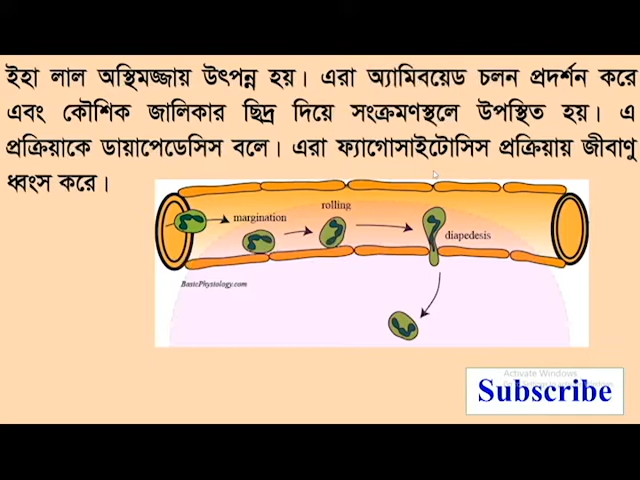 ইহা লাল অস্থিমজ্জায় উৎপন্ন হয়। এরা অ্যামিবয়েড চলন প্রদর্শন করে
এবং কৌশিক জালিকার ছিদ্র দিয়ে সংক্রমণস্থলে উপস্থিত হয়। এ
প্রক্রিয়াকে ডায়াপেডেসিস বলে। এরা ফ্যাগোসাইটোসিস প্রক্রিয়ায় জীবাণু
ধ্বংস করে।
rolling
margination
diapedesis
BasicPhysiology.com
Activate Windows
Subscribe